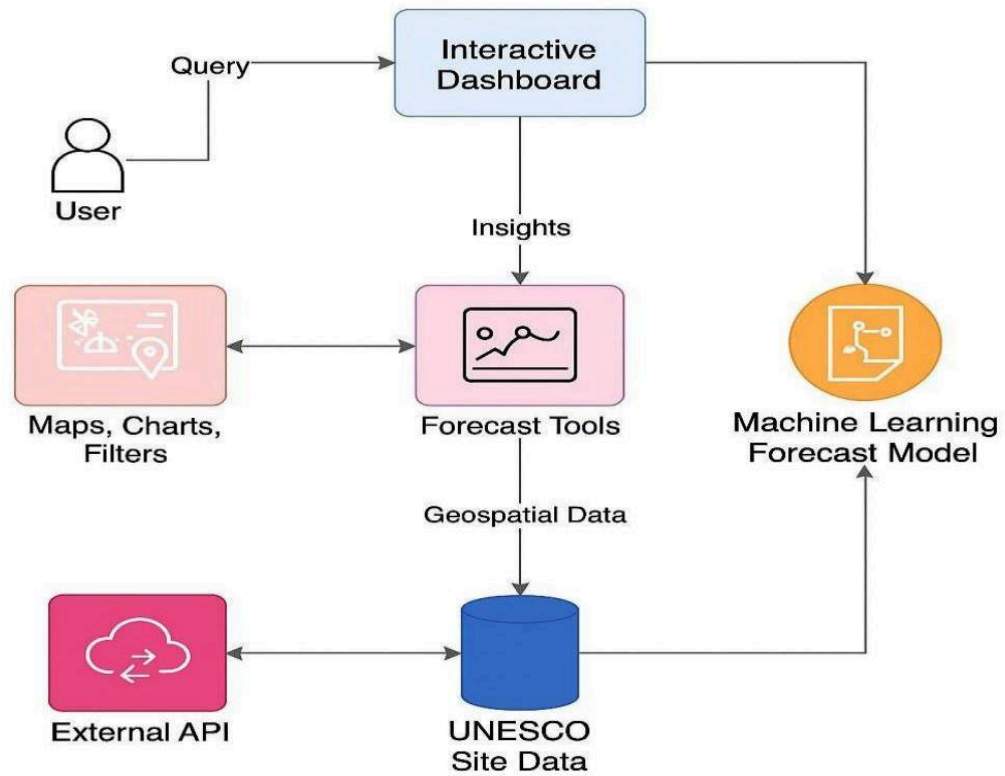 Interactive
Dashboard
Query
User
Insights
Maps, Charts,
Filters
Forecast Tools
Machine Learning
Forecast Model
Geospatial Data
External API
UNESCO
Site Data